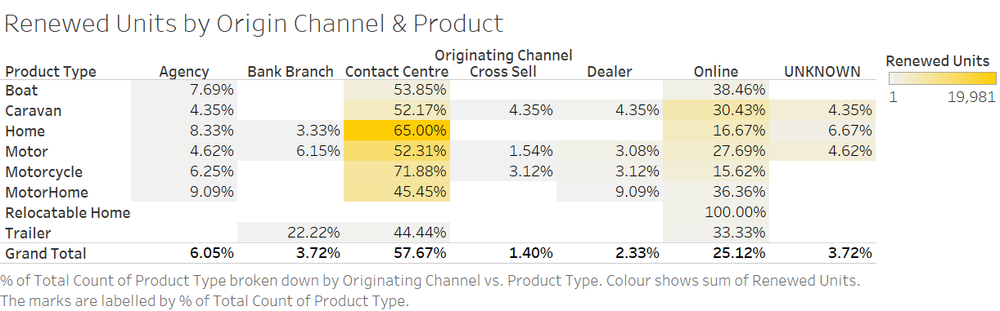 Renewed Units by Origin Channel & Product
Originating Channel
Product Type Agency Bank Branch Contact Centre Cross Sell Dealer Online UNKNOWN
Boat 7.69% 53.85% 38.46%
Caravan 4.35% 52.17% 4.35% 4.35% 30.43% 4.35%
Home 8.33% 3.33% 65.00% 16.67% 6.67%
Motor 4.62% 6.15% 52.31% 1.54% 3.08% 27.69% 4.62%
Motorcycle 6.25% 71.88% 3.12% 3.12% 15.62%
MotorHome 9.09% 45.45% 9.09% 36.36%
Relocatable Home 100.00%
Trailer 22.22% 44.44% 33.33%
Grand Total 6.05% 3.72% 57.67% 1.40% 2.33% 25.12% 3.72%
Renewed Units
1 19,981
% of Total Count of Product Type broken down by Originating Channel vs. Product Type. Colour shows sum of Renewed Units.
The marks are labelled by % of Total Count of Product Type.